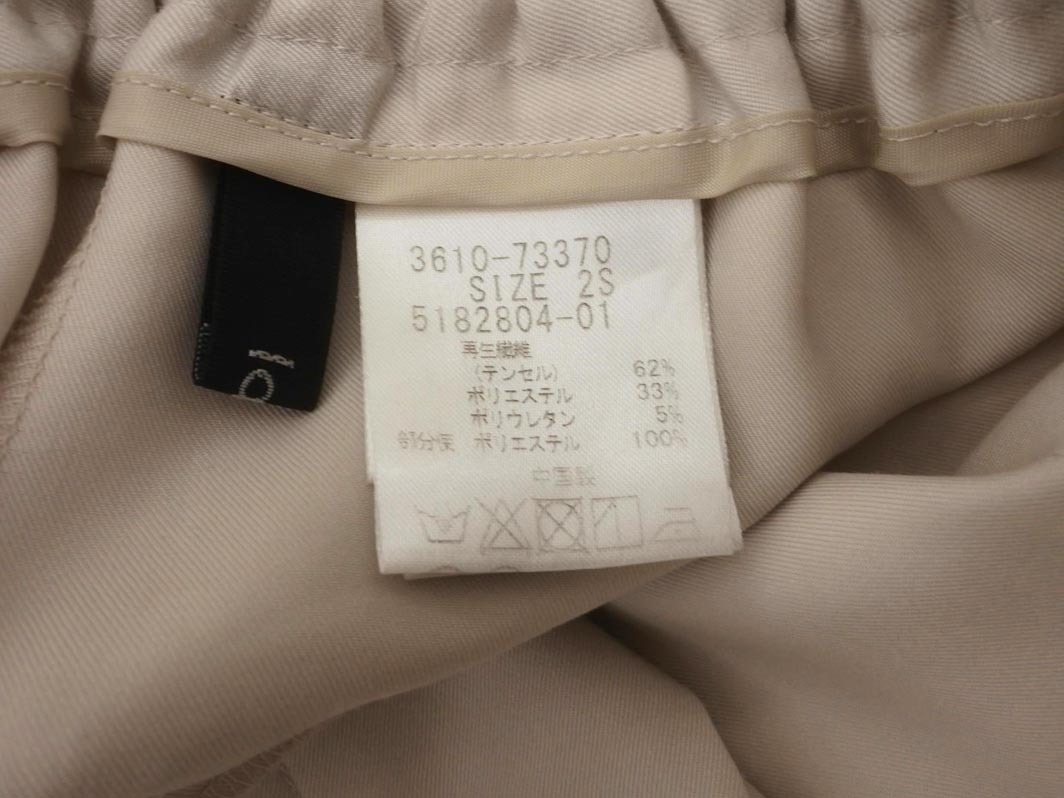 3610-73370
SIZE 2S
5182804-01
再生繊維
(テンセル) 62%
ポリエステル 33%
ポリウレタン 5%
部分使 ポリエステル 100%
中国製